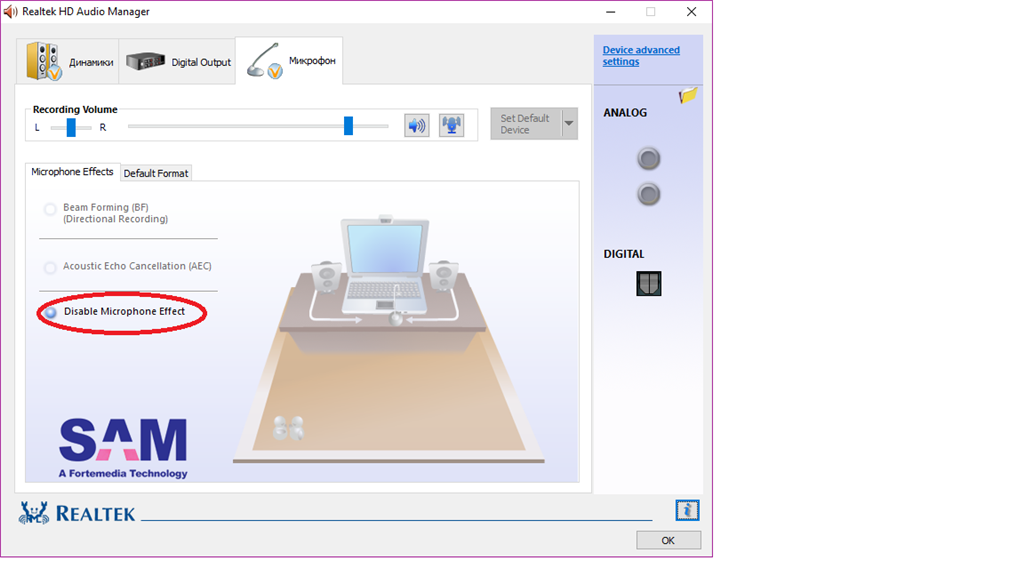 Realtek HD Audio Manager
Динамики
Digital Output
Микрофон
Device advanced
settings
Recording Volume
L
R
Set Default
Device
ANALOG
Microphone Effects
Default Format
Beam Forming (BF)
(Directional Recording)
Acoustic Echo Cancellation (AEC)
Disable Microphone Effect
DIGITAL
SAM
A Fortemedia Technology
REALTEK
OK